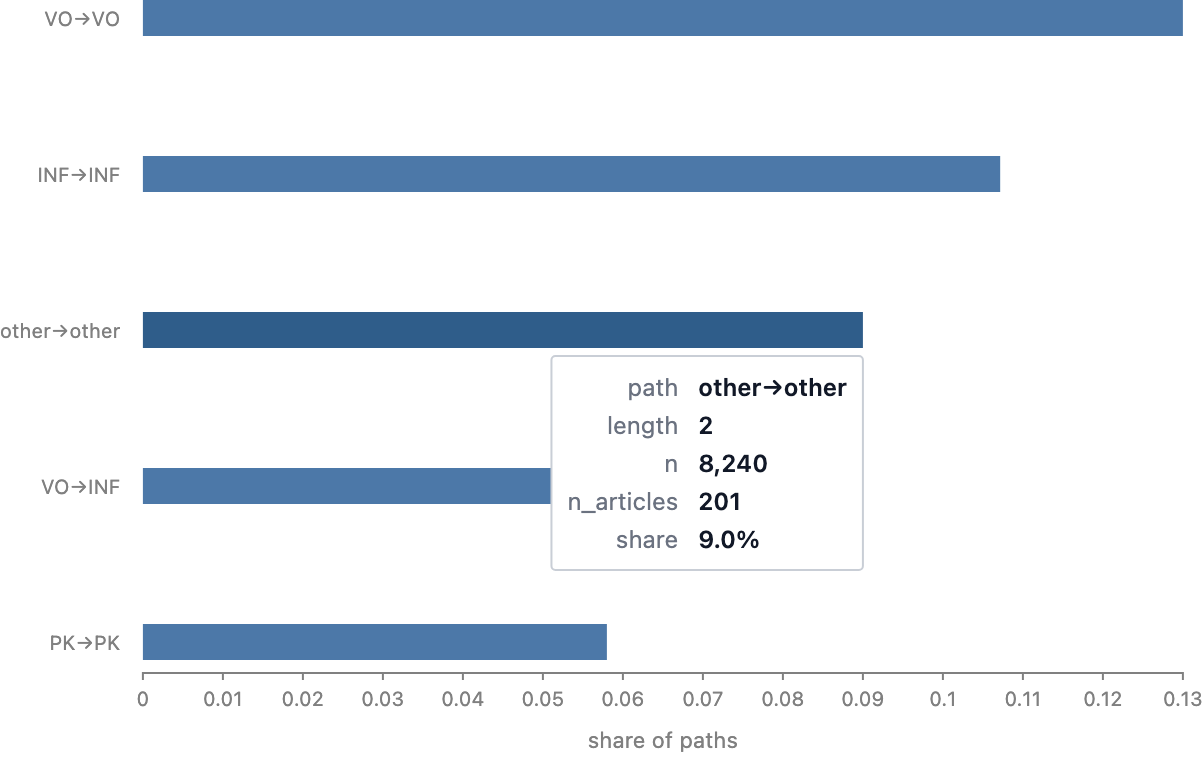 VO→VO
INF→INF
other→other
path other→other
length 2
n 8,240
n_articles 201
share 9.0%
VO→INF
PK→PK
0 0.01 0.02 0.03 0.04 0.05 0.06 0.07 0.08 0.09 0.1 0.11 0.12 0.13
share of paths